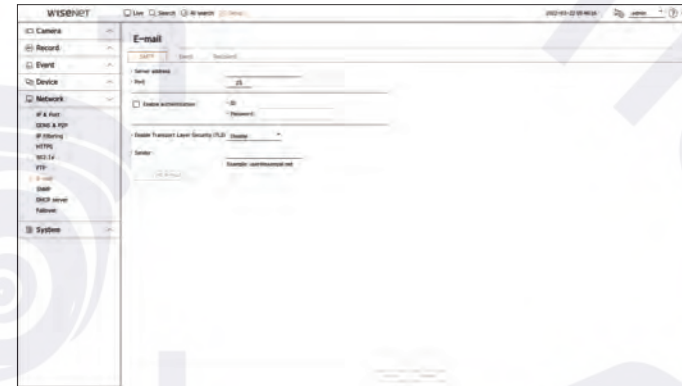 WISENET
Live Search AI search Setup
admin
Camera
Record
Event
Device
Network
IP & Port
DDNS & P2P
IP filtering
HTTPS
802.1x
FTP
E-mail
SNMP
DHCP server
Failover
System
E-mail
SMTP Event Recipient
Server address
Port 25
Enable authentication
ID
Password
Enable Transport Layer Security (TLS) Disable
Sender
Example: user@example.net